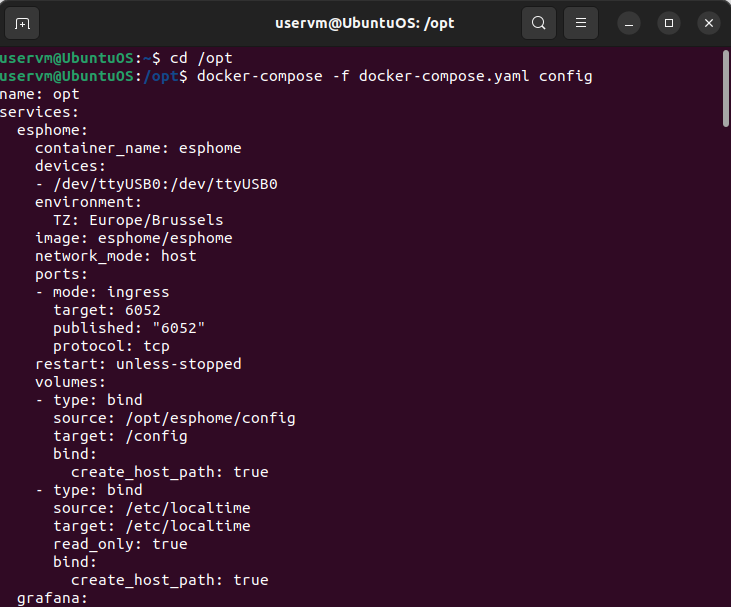 uservm@UbuntuOS: /opt
uservm@UbuntuOS:~$ cd /opt
uservm@UbuntuOS:/opt$ docker-compose -f docker-compose.yaml config
name: opt
services:
  esphome:
    container_name: esphome
    devices:
    - /dev/ttyUSB0:/dev/ttyUSB0
    environment:
      TZ: Europe/Brussels
    image: esphome/esphome
    network_mode: host
    ports:
    - mode: ingress
      target: 6052
      published: "6052"
      protocol: tcp
    restart: unless-stopped
    volumes:
    - type: bind
      source: /opt/esphome/config
      target: /config
      bind:
        create_host_path: true
    - type: bind
      source: /etc/localtime
      target: /etc/localtime
      read_only: true
      bind:
        create_host_path: true
  grafana: